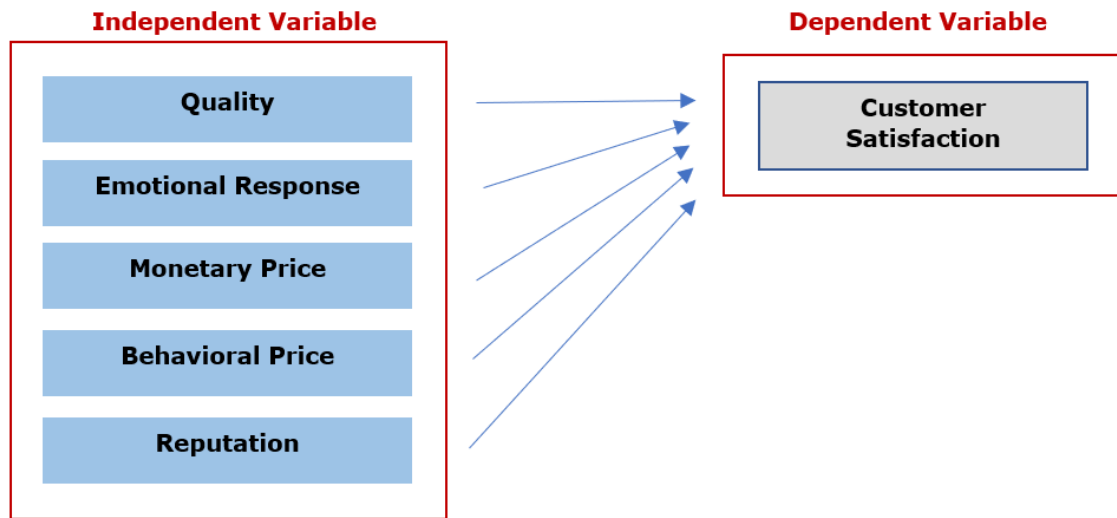 Independent Variable
Quality
Emotional Response
Monetary Price
Behavioral Price
Reputation
Dependent Variable
Customer
Satisfaction